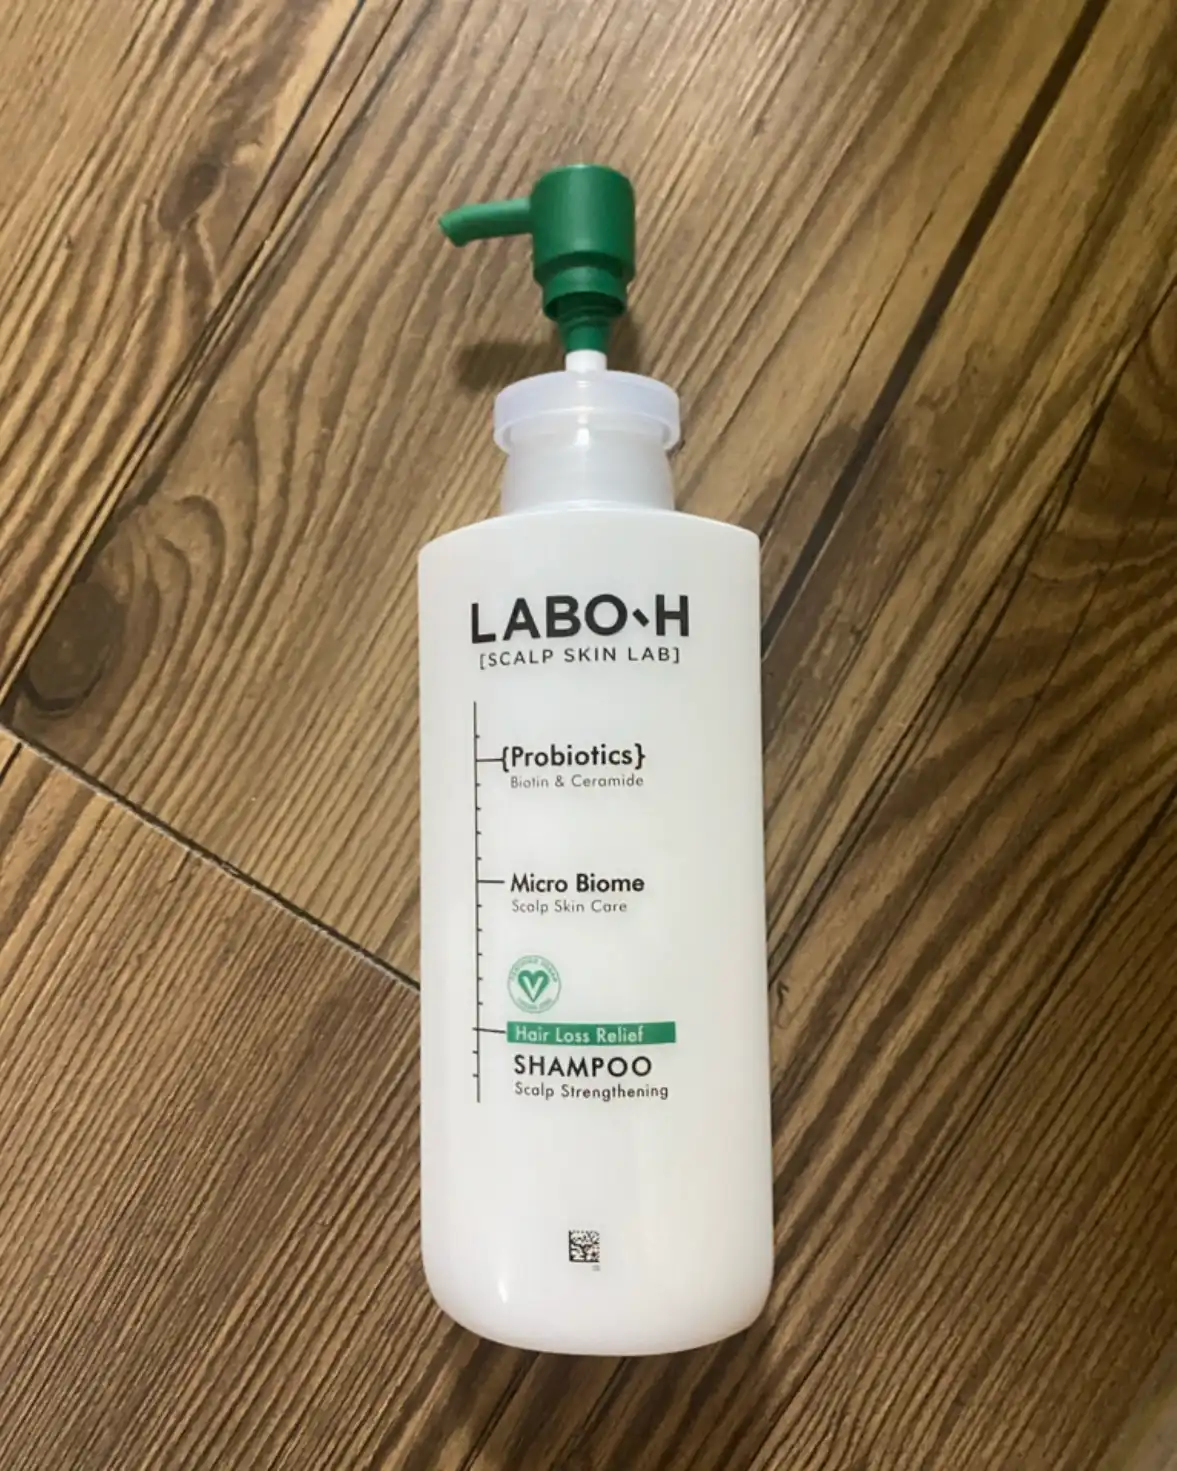 LABO-H
[SCALP SKIN LAB]
{Probiotics}
Biotin & Ceramide
Micro Biome
Scalp Skin Care
Hair Loss Relief
SHAMPOO
Scalp Strengthening